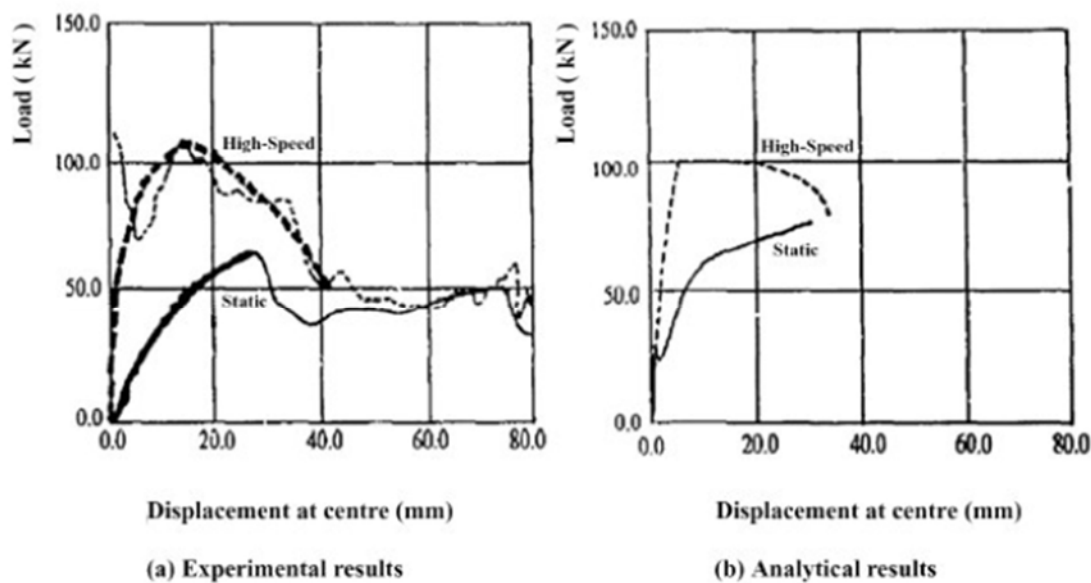 Load ( kN )
150.0
100.0
50.0
0.0
High-Speed
Static
0.0 20.0 40.0 60.0 80.0
Displacement at centre (mm)
(a) Experimental results
Load ( kN )
150.0
100.0
50.0
0.0
High-Speed
Static
0.0 20.0 40.0 60.0 80.0
Displacement at centre (mm)
(b) Analytical results